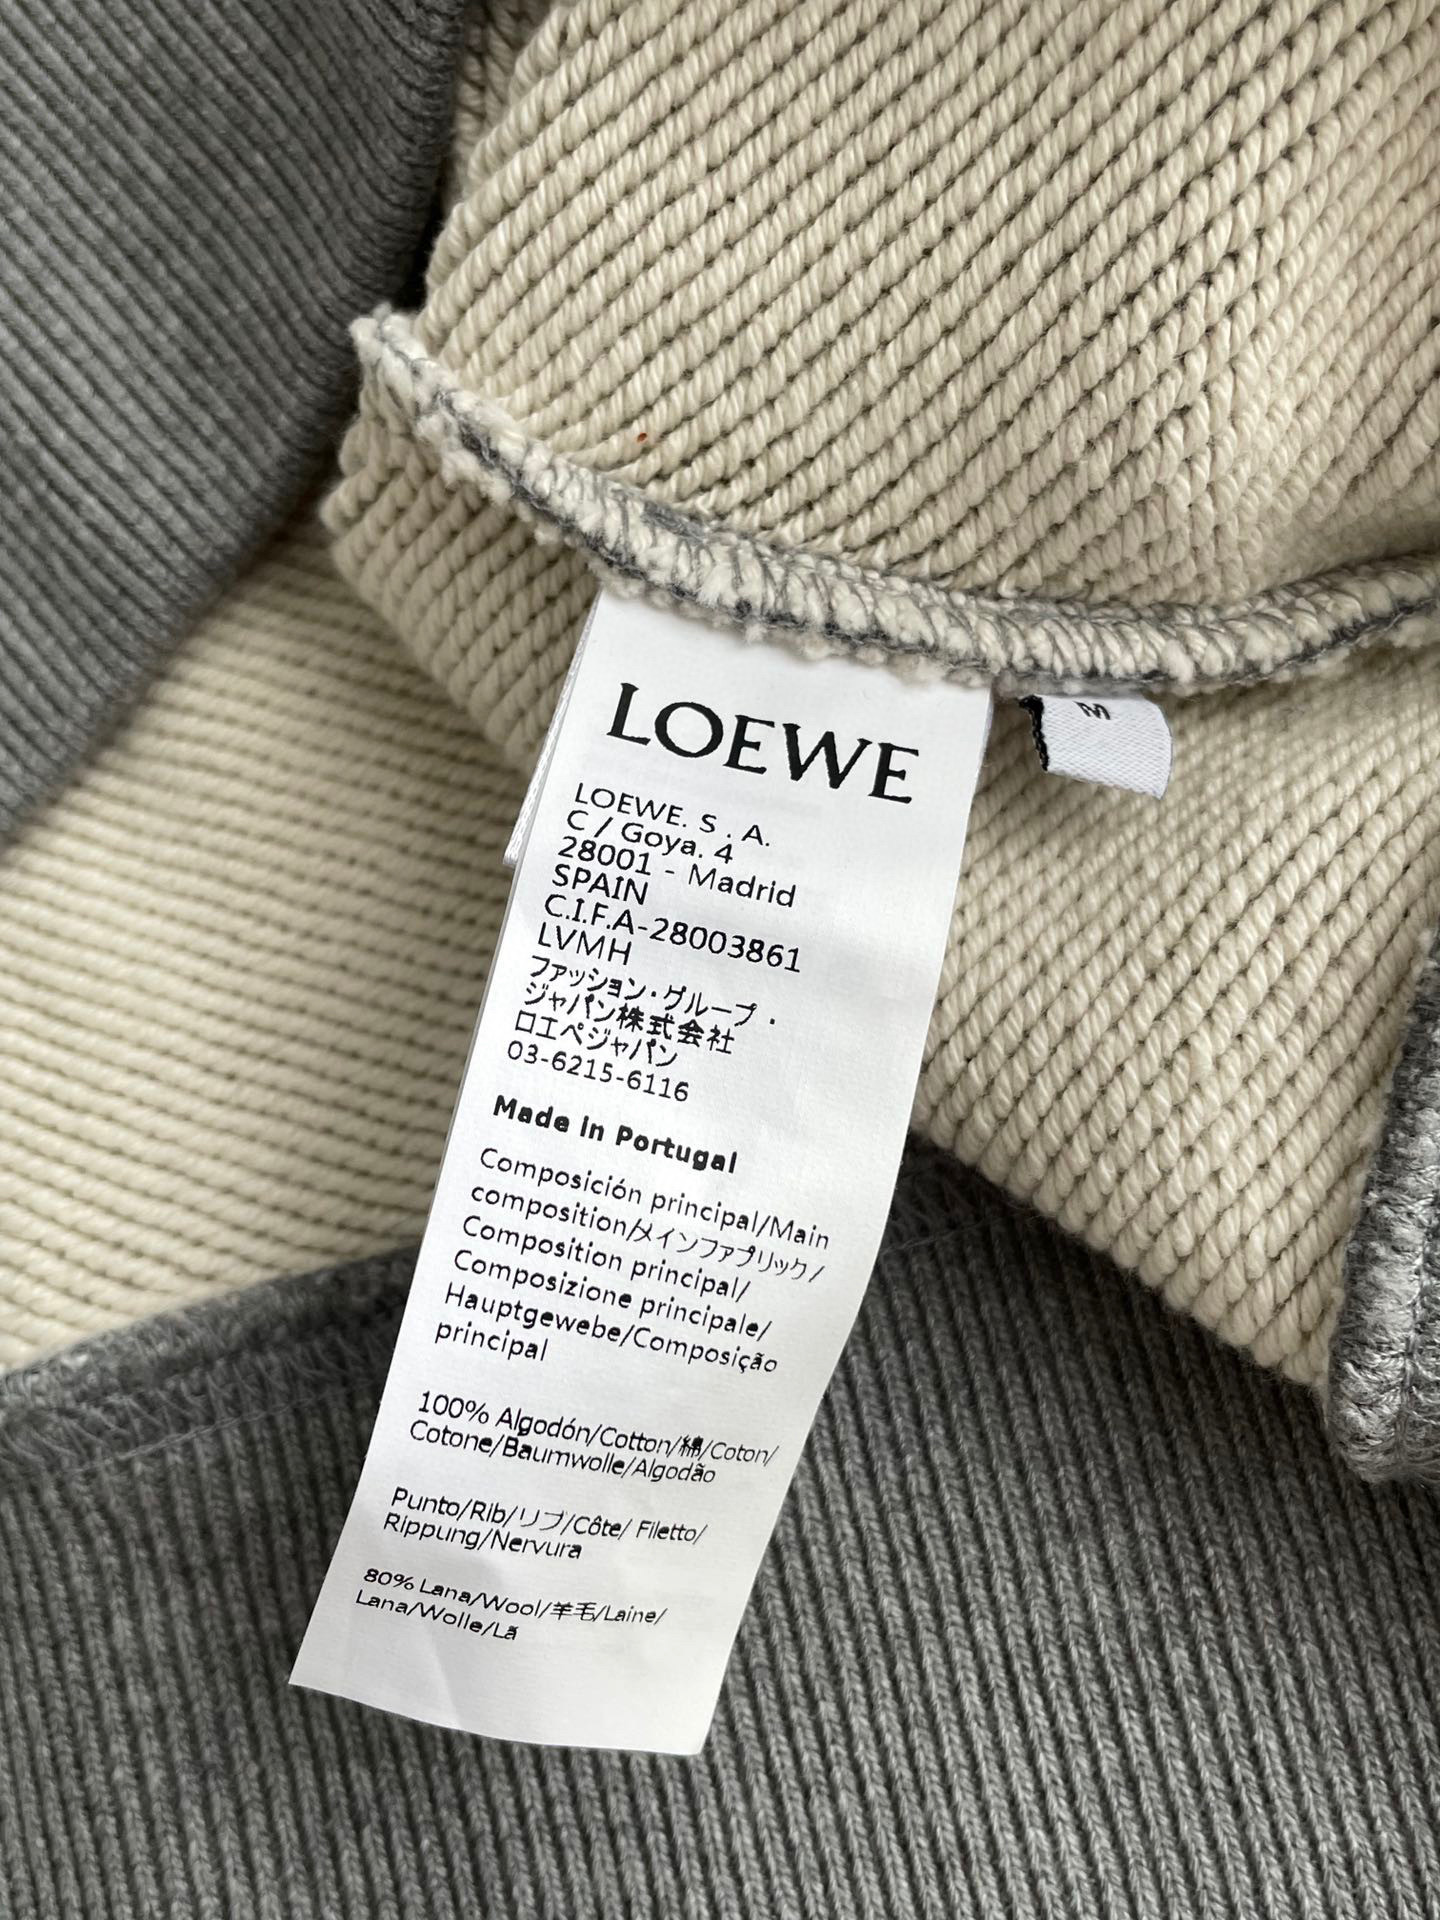 LOEWE
LOEWE. S . A.
C / Goya. 4
28001 - Madrid
SPAIN
C.I.F.A-28003861
LVMH
ファッション・グループ・
ジャパン株式会社
ロエペジャパン
03-6215-6116
Made in Portugal
Composición principal/Main
composition/メインファブリック/
Composition principal/
Composizione principale/
Hauptgewebe/Composição
principal
100% Algodón/Cotton/綿/Coton/
Cotone/Baumwolle/Algodão
Punto/Rib/リブ/Côte/ Filetto/
Rippung/Nervura
80% Lana/Wool/羊毛/Laine/
Lana/Wolle/Lã
M